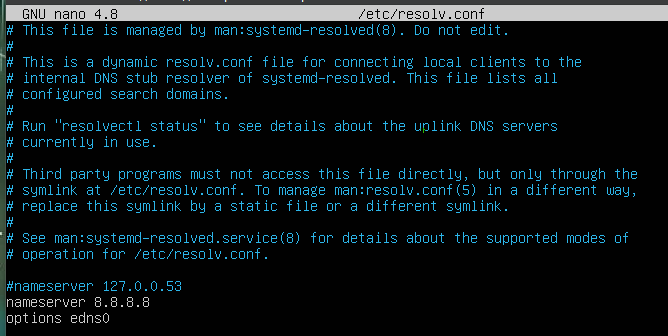 GNU nano 4.8 /etc/resolv.conf
# This file is managed by man:systemd-resolved(8). Do not edit.
#
# This is a dynamic resolv.conf file for connecting local clients to the
# internal DNS stub resolver of systemd-resolved. This file lists all
# configured search domains.
#
# Run "resolvectl status" to see details about the uplink DNS servers
# currently in use.
#
# Third party programs must not access this file directly, but only through the
# symlink at /etc/resolv.conf. To manage man:resolv.conf(5) in a different way,
# replace this symlink by a static file or a different symlink.
#
# See man:systemd-resolved.service(8) for details about the supported modes of
# operation for /etc/resolv.conf.
#nameserver 127.0.0.53
nameserver 8.8.8.8
options edns0